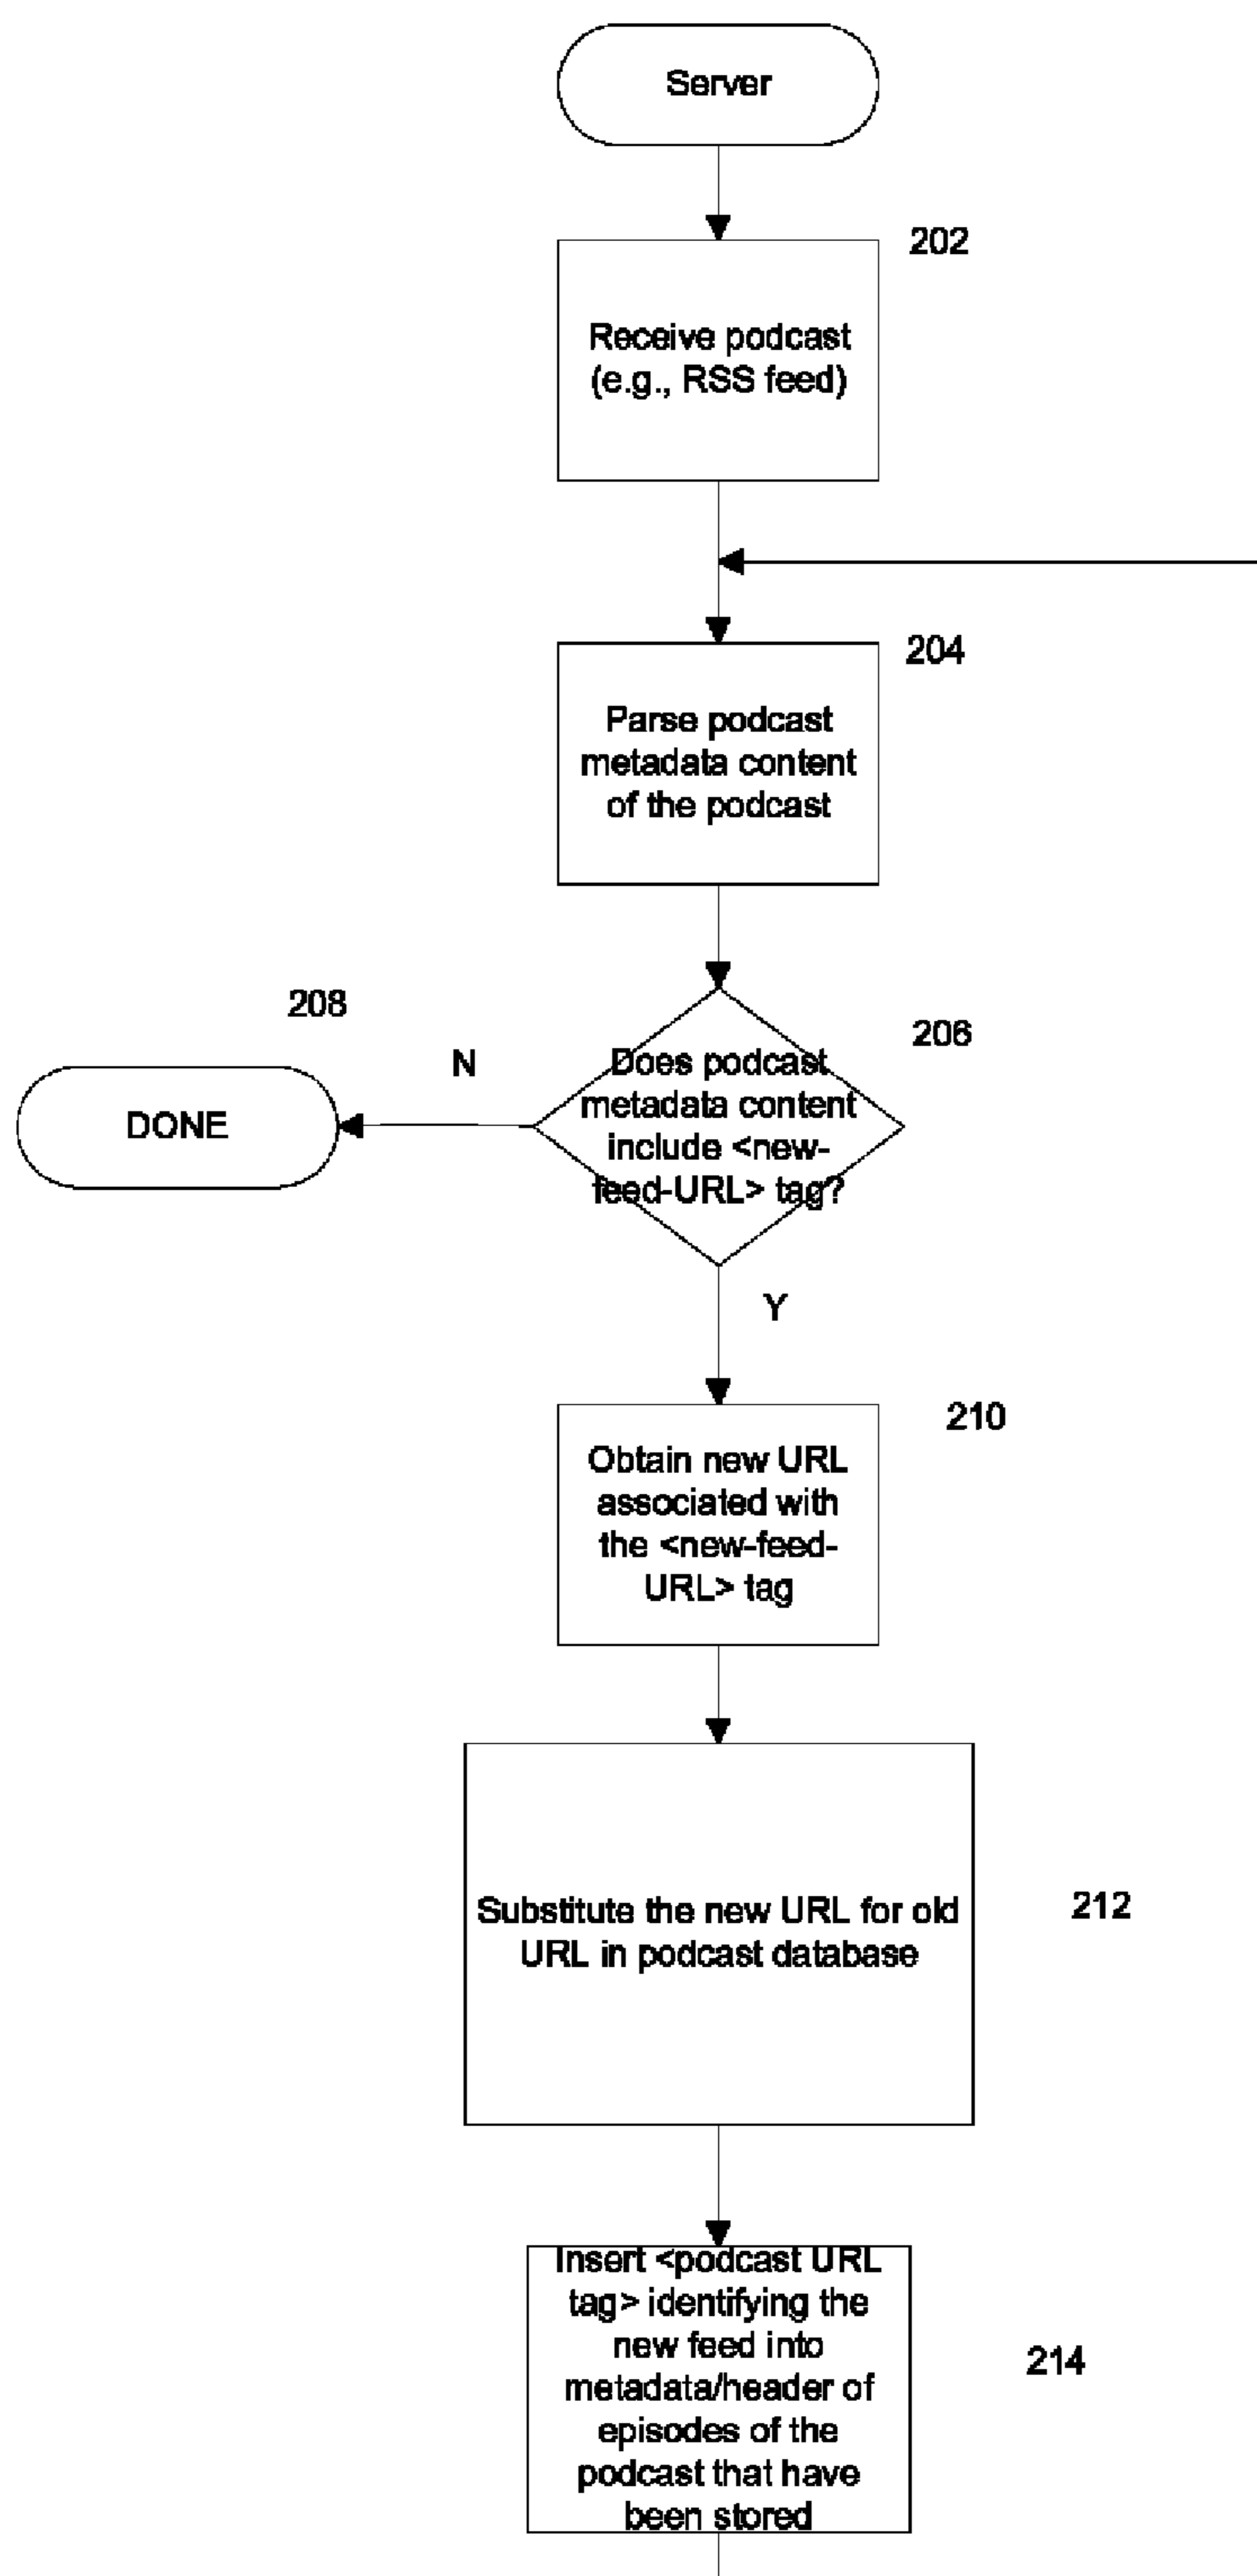 Server
202
Receive podcast
(e.g., RSS feed)
204
Parse podcast
metadata content
of the podcast
208
206
N
Does podcast
metadata content
include <new-
feed-URL> tag?
DONE
Y
210
Obtain new URL
associated with
the <new-feed-
URL> tag
212
Substitute the new URL for old
URL in podcast database
Insert <podcast URL
tag> identifying the
new feed into
metadata/header of
episodes of the
podcast that have
been stored
214